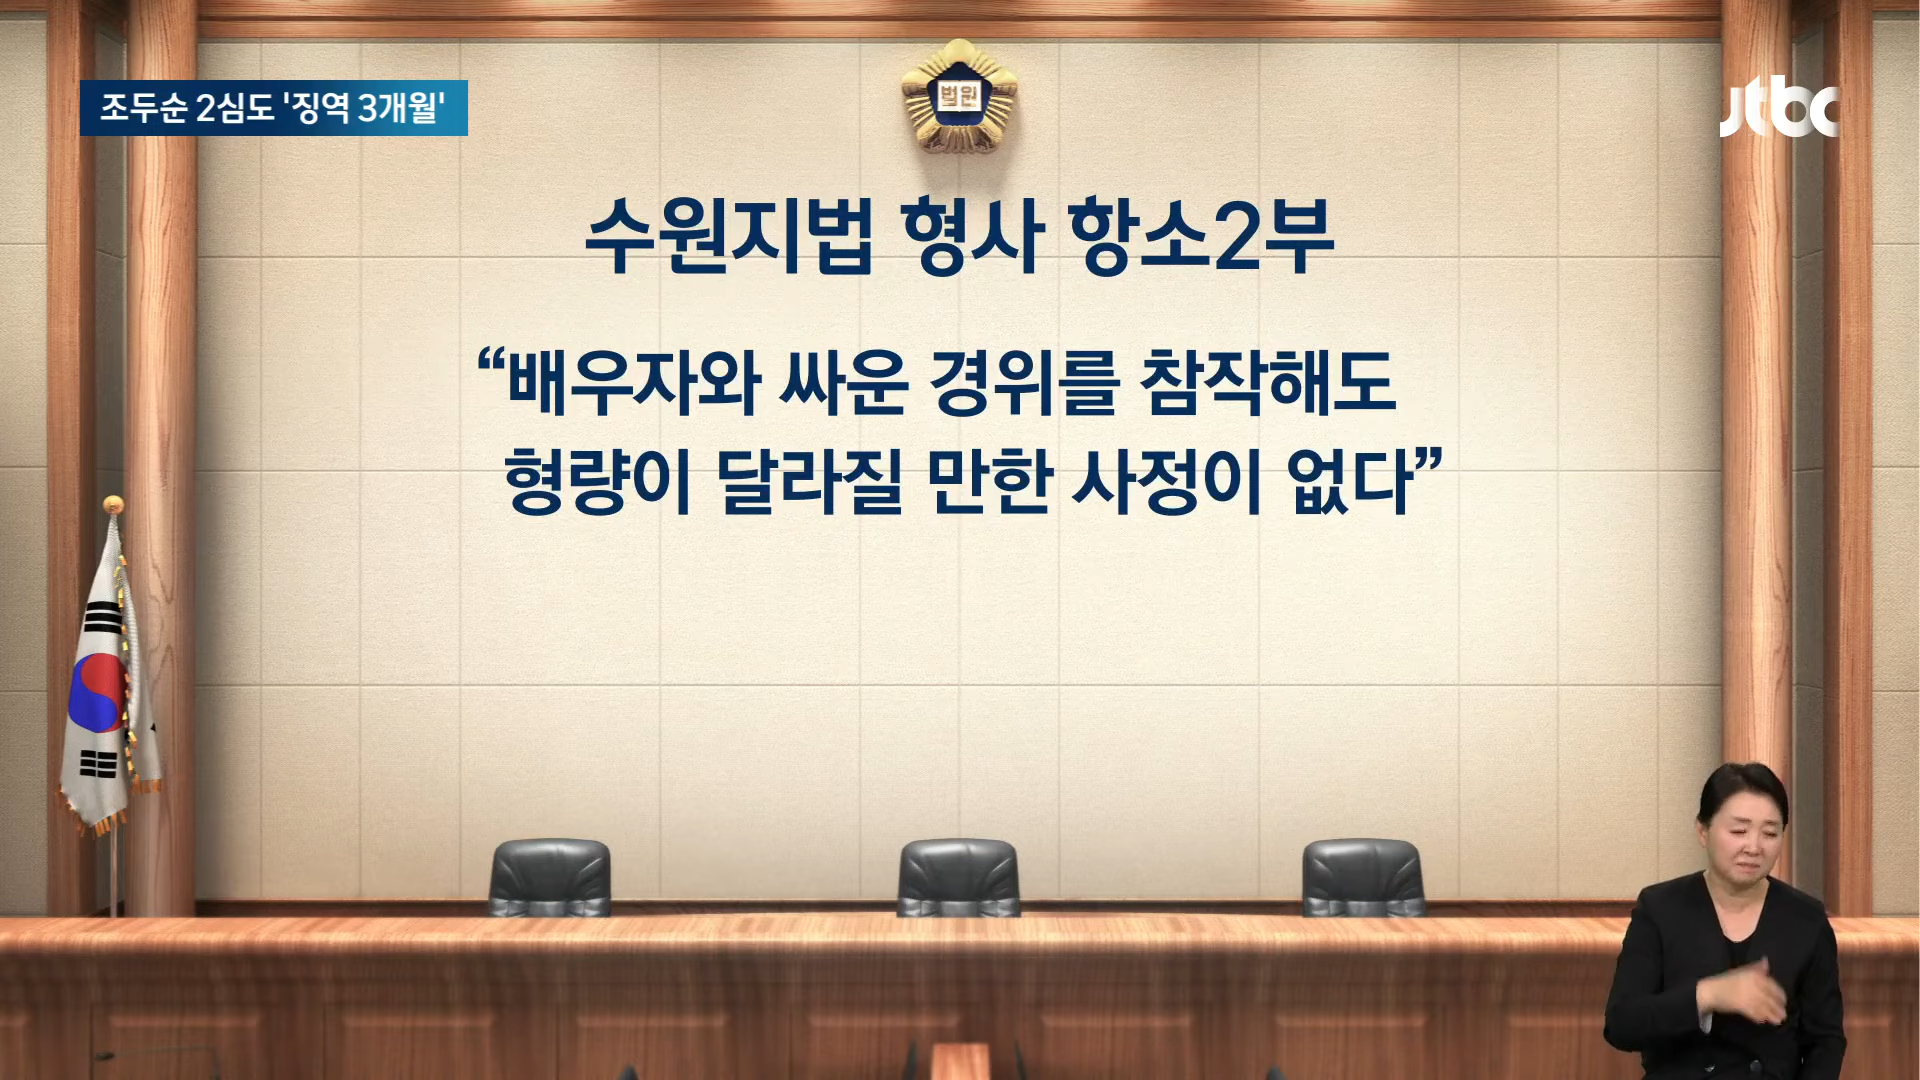 조두순 2심도 '징역 3개월'
법원
jtbc
수원지법 형사 항소2부
“배우자와 싸운 경위를 참작해도
형량이 달라질 만한 사정이 없다”